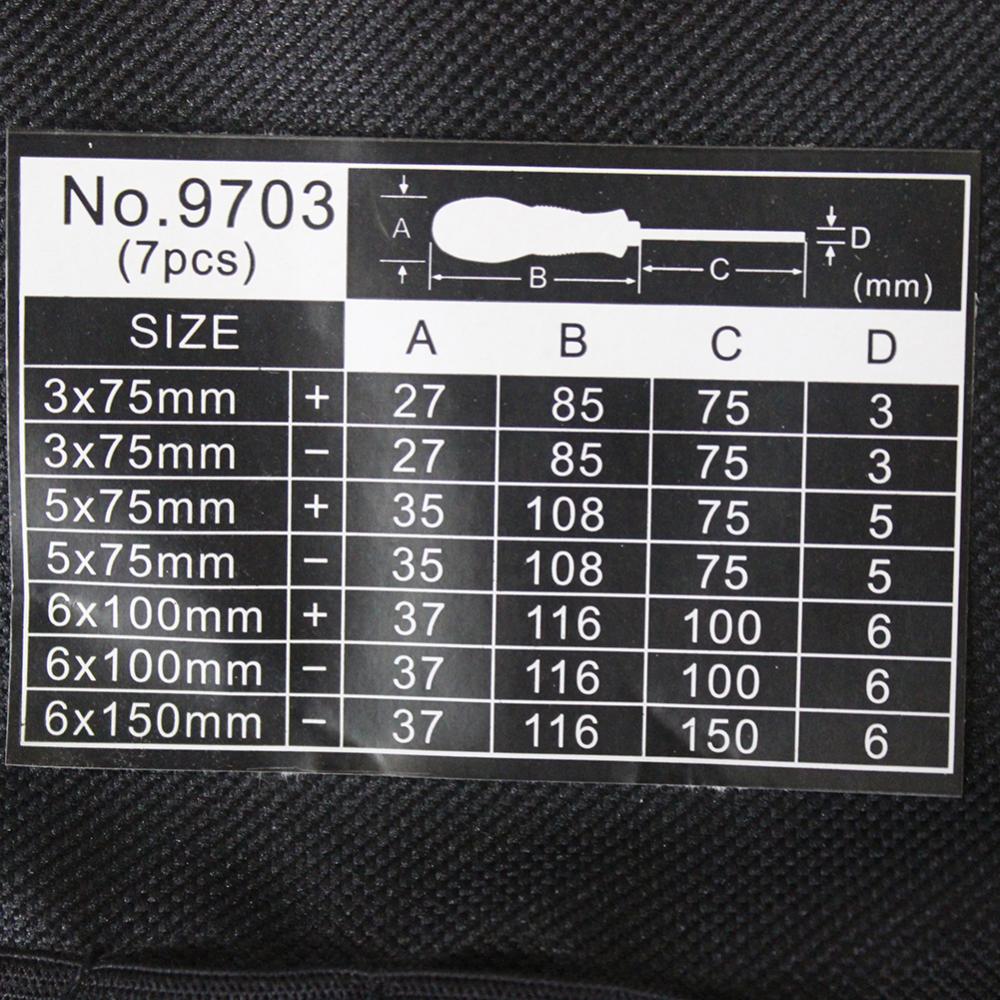 No.9703
(7pcs)
A
B
C
D
(mm)
SIZE A B C D
3x75mm + 27 85 75 3
3x75mm − 27 85 75 3
5x75mm + 35 108 75 5
5x75mm − 35 108 75 5
6x100mm + 37 116 100 6
6x100mm − 37 116 100 6
6x150mm − 37 116 150 6